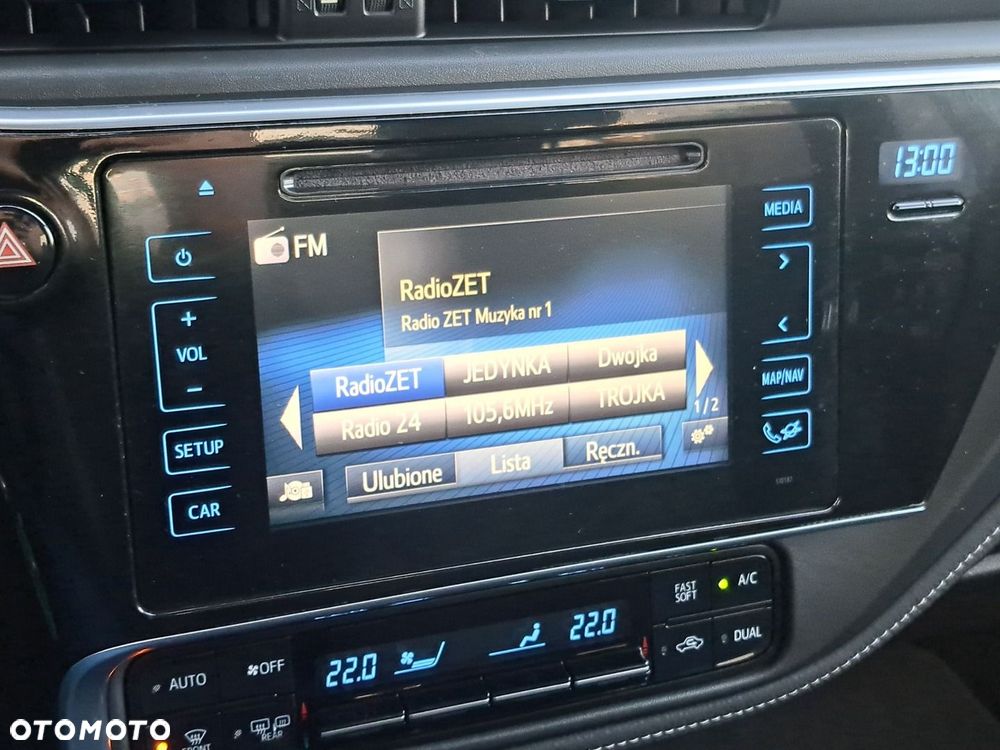 13:00
MEDIA
FM
RadioZET
Radio ZET Muzyka nr 1
VOL
RadioZET JEDYNKA Dwojka
Radio 24 105,6MHz TROJKA
1/2
MAP/NAV
SETUP
Ulubione Lista Ręczn.
CAR
FAST
SOFT
A/C
22.0
22.0
DUAL
AUTO
OFF
FRONT
REAR
OTOMOTO